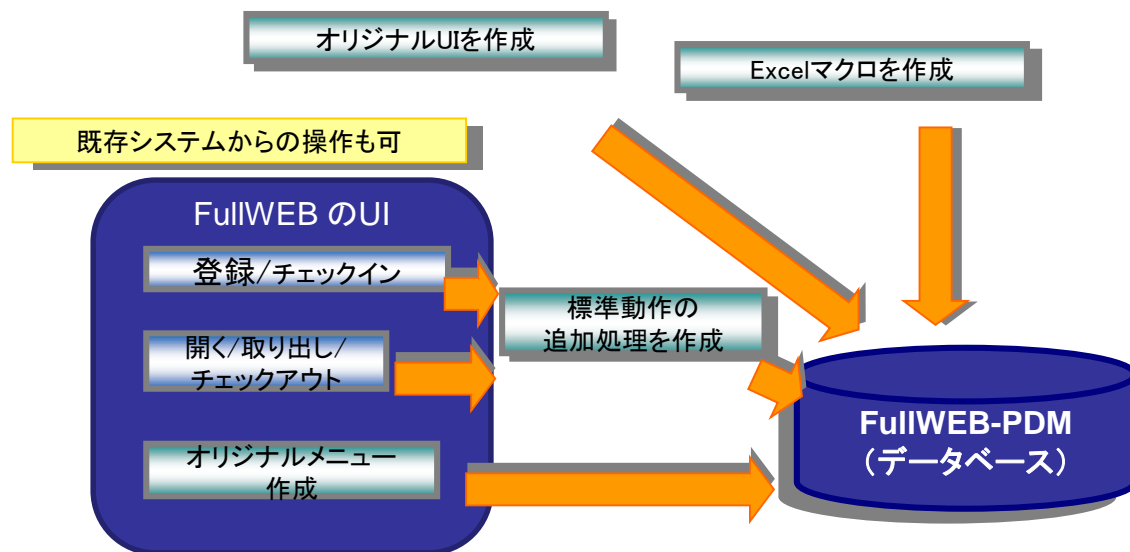 オリジナルUIを作成
Excelマクロを作成
既存システムからの操作も可
FullWEB のUI
登録/チェックイン
標準動作の
追加処理を作成
開く/取り出し/
チェックアウト
オリジナルメニュー
作成
FullWEB-PDM
（データベース）